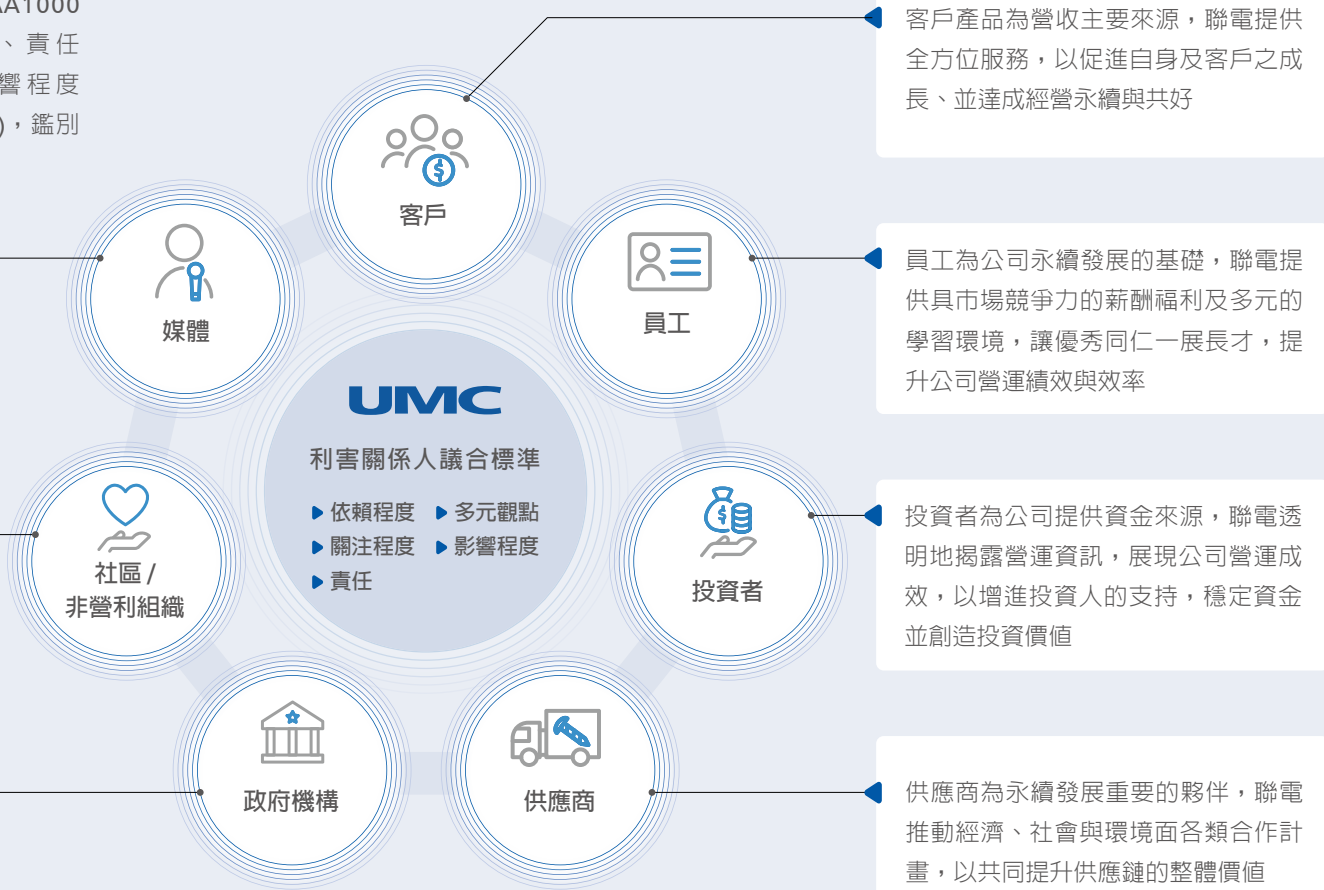 AA1000
、責任
響程度
)，鑑別
客戶
媒體
員工
社區/
非營利組織
投資者
政府機構
供應商
UMC
利害關係人議合標準
依賴程度 多元觀點
關注程度 影響程度
責任
客戶產品為營收主要來源，聯電提供
全方位服務，以促進自身及客戶之成
長、並達成經營永續與共好
員工為公司永續發展的基礎，聯電提
供具市場競爭力的薪酬福利及多元的
學習環境，讓優秀同仁一展長才，提
升公司營運績效與效率
投資者為公司提供資金來源，聯電透
明地揭露營運資訊，展現公司營運成
效，以增進投資人的支持，穩定資金
並創造投資價值
供應商為永續發展重要的夥伴，聯電
推動經濟、社會與環境面各類合作計
畫，以共同提升供應鏈的整體價值